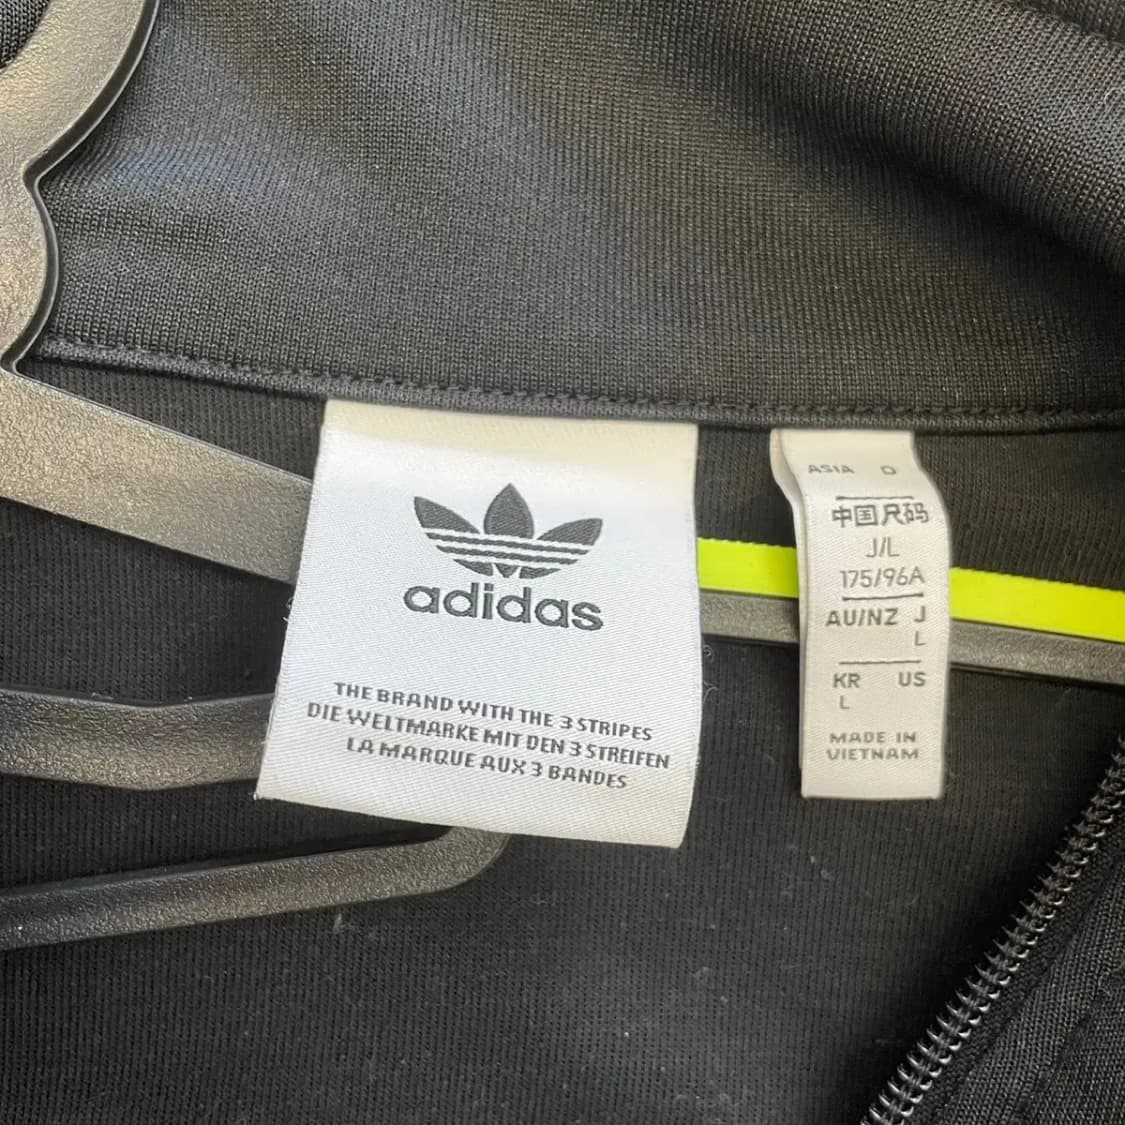 adidas
THE BRAND WITH THE 3 STRIPES
DIE WELTMARKE MIT DEN 3 STREIFEN
LA MARQUE AUX 3 BANDES
ASIA O
中国尺码
J/L
175/96A
AU/NZ J
L
KR US
L
MADE IN
VIETNAM